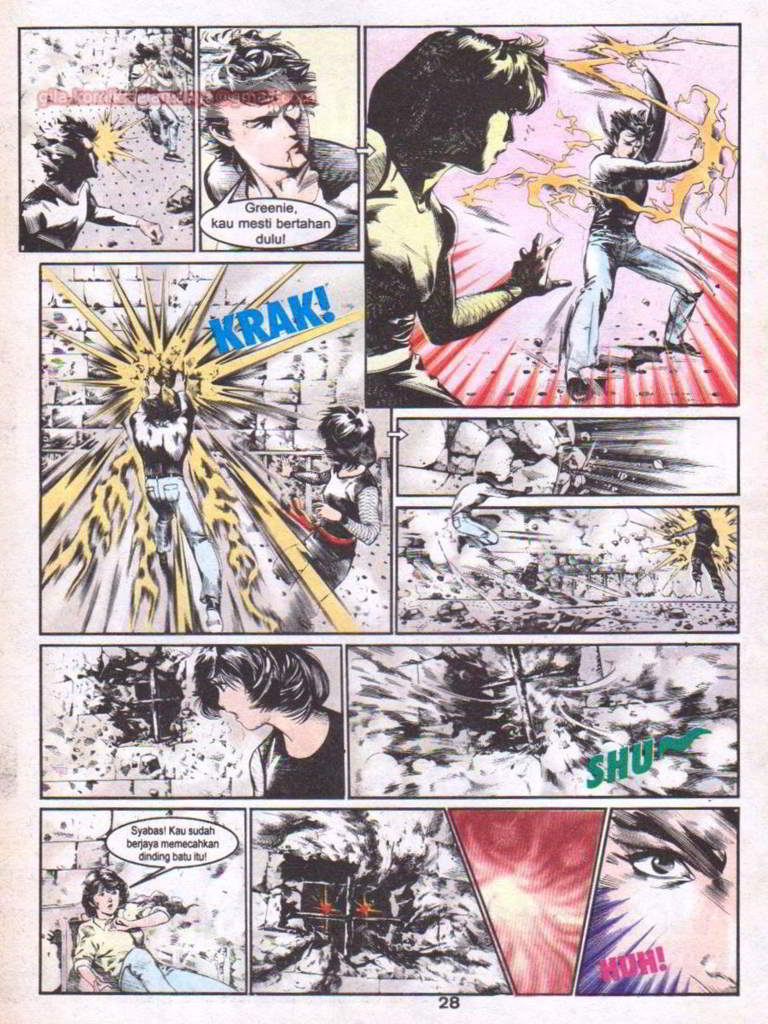 Greenie,
kau mesti bertahan
dulu!
KRAK!
SHU
Syabas! Kau sudah
berjaya memecahkan
dinding batu itu!
HUH!
28